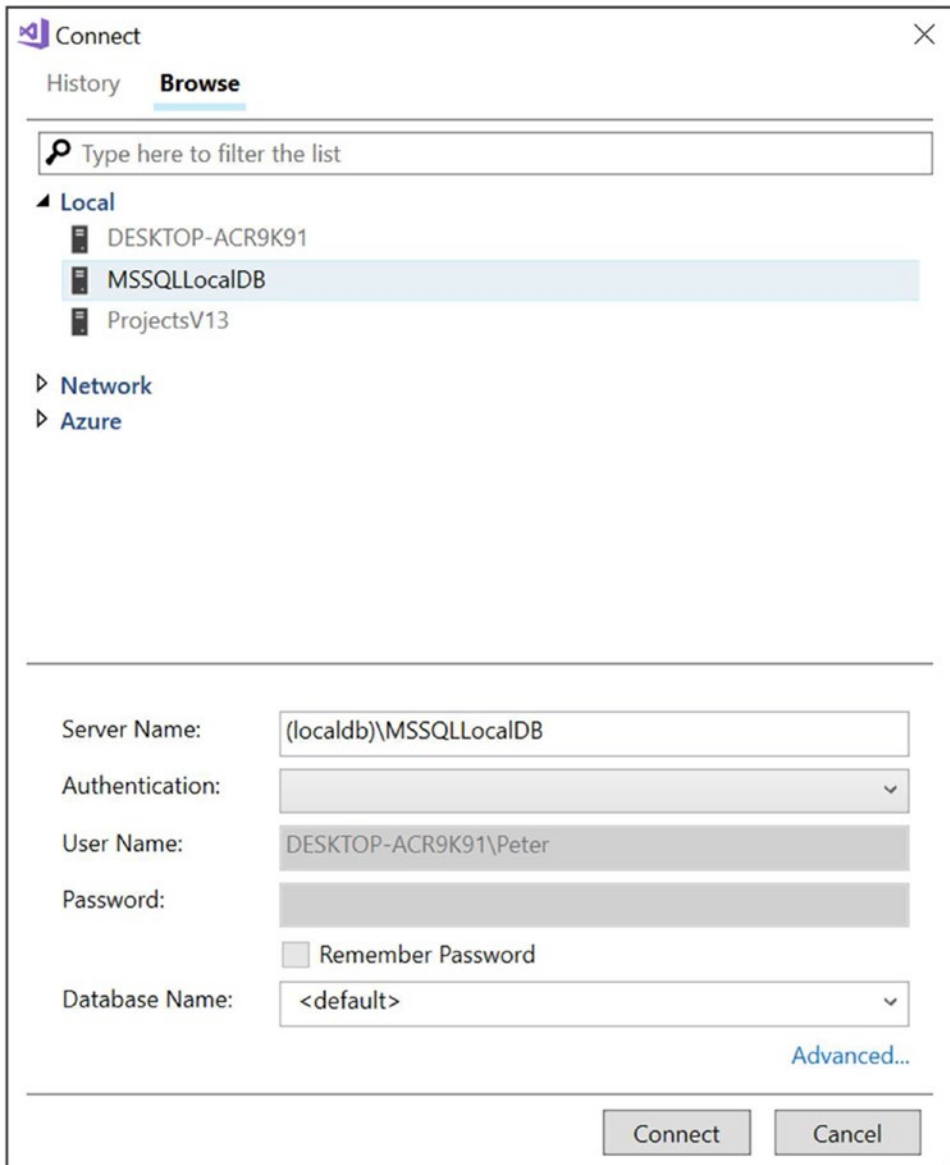 Connect
History Browse
Type here to filter the list
Local
DESKTOP-ACR9K91
MSSQLLocalDB
ProjectsV13
Network
Azure
Server Name: (localdb)\MSSQLLocalDB
Authentication:
User Name: DESKTOP-ACR9K91\Peter
Password:
Remember Password
Database Name: <default>
Advanced...
Connect Cancel